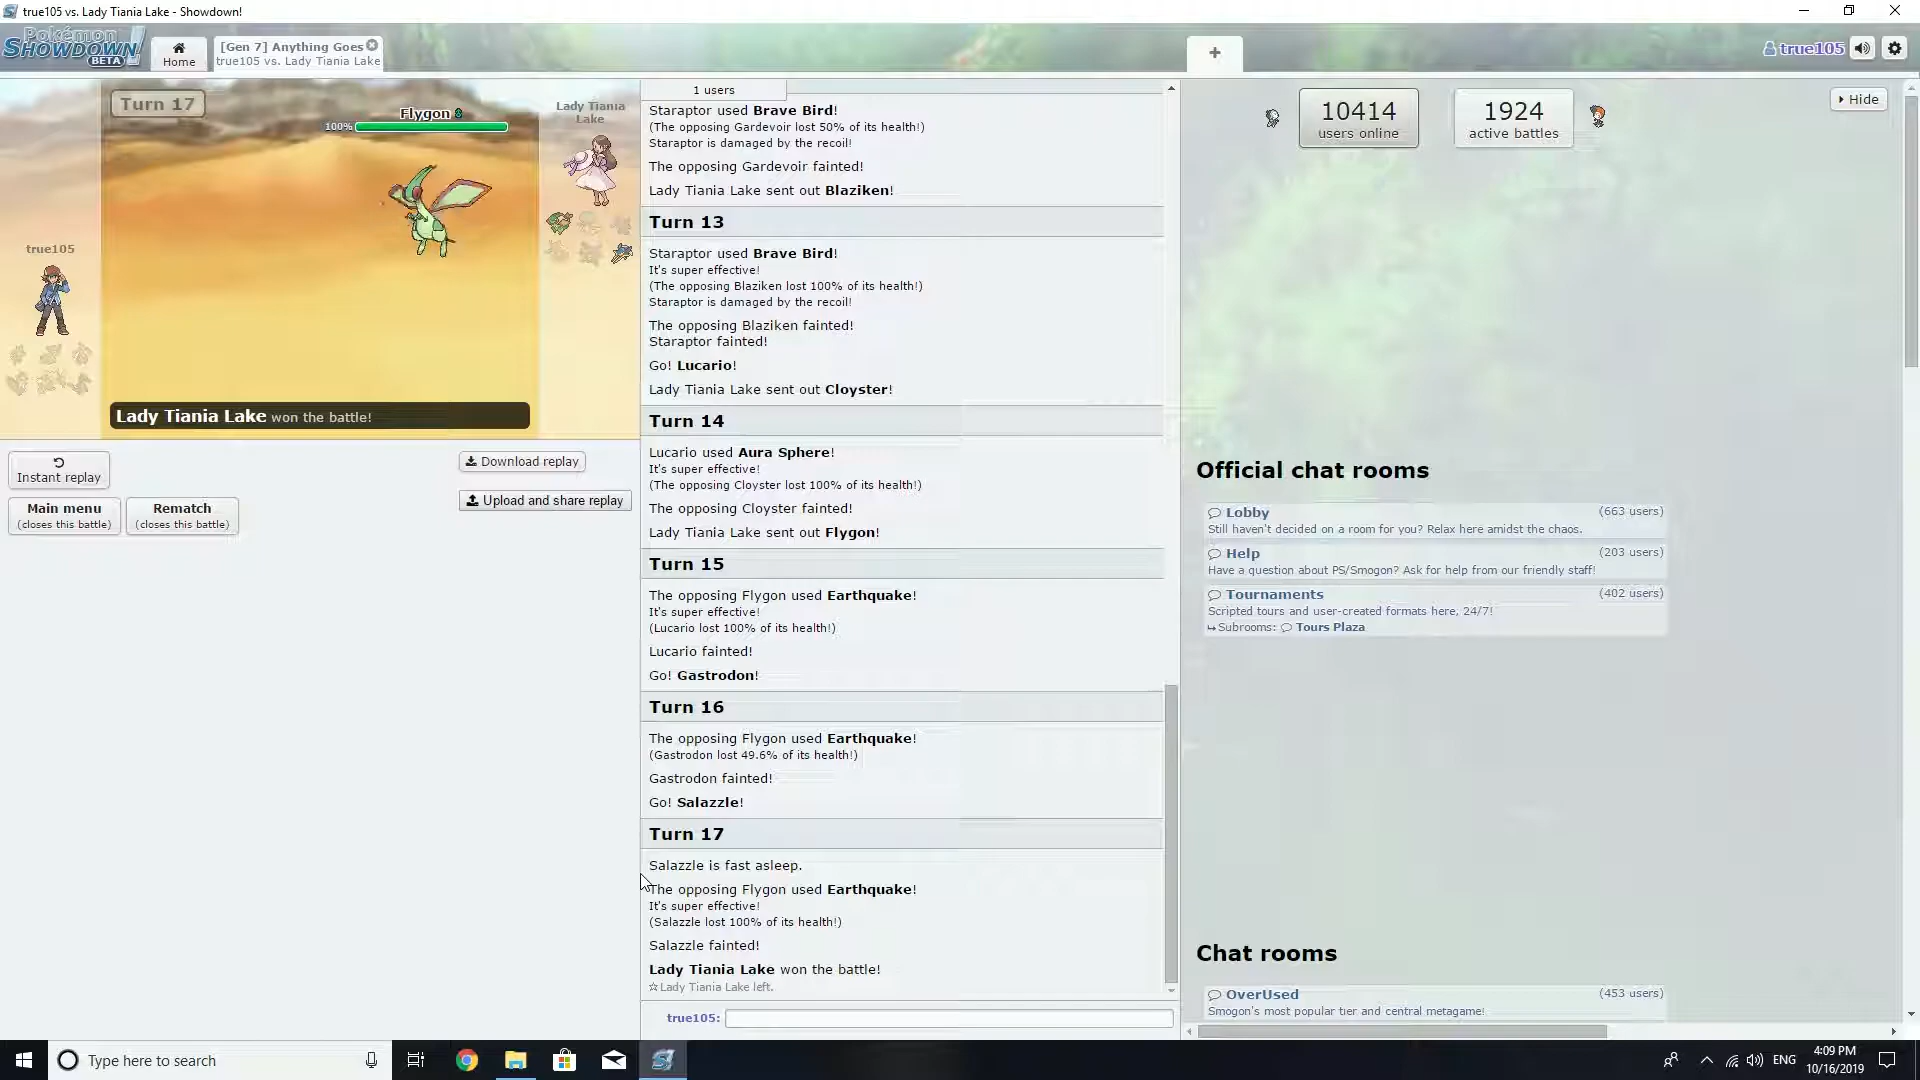 true105 vs. Lady Tiania Lake - Showdown!
Pokémon
SHOWDOWN!
BETA
Home
[Gen 7] Anything Goes
true105 vs. Lady Tiania Lake
+
true105
Turn 17
Flygon
100%
Lady Tiania
Lake
true105
Lady Tiania Lake won the battle!
Instant replay
Download replay
Upload and share replay
Main menu
(closes this battle)
Rematch
(closes this battle)
1 users
Staraptor used Brave Bird!
(The opposing Gardevoir lost 50% of its health!)
Staraptor is damaged by the recoil!
The opposing Gardevoir fainted!
Lady Tiania Lake sent out Blaziken!
Turn 13
Staraptor used Brave Bird!
It's super effective!
(The opposing Blaziken lost 100% of its health!)
Staraptor is damaged by the recoil!
The opposing Blaziken fainted!
Staraptor fainted!
Go! Lucario!
Lady Tiania Lake sent out Cloyster!
Turn 14
Lucario used Aura Sphere!
It's super effective!
(The opposing Cloyster lost 100% of its health!)
The opposing Cloyster fainted!
Lady Tiania Lake sent out Flygon!
Turn 15
The opposing Flygon used Earthquake!
It's super effective!
(Lucario lost 100% of its health!)
Lucario fainted!
Go! Gastrodon!
Turn 16
The opposing Flygon used Earthquake!
(Gastrodon lost 49.6% of its health!)
Gastrodon fainted!
Go! Salazzle!
Turn 17
Salazzle is fast asleep.
The opposing Flygon used Earthquake!
It's super effective!
(Salazzle lost 100% of its health!)
Salazzle fainted!
Lady Tiania Lake won the battle!
☆Lady Tiania Lake left.
true105:
10414
users online
1924
active battles
Hide
Official chat rooms
Lobby (663 users)
Still haven't decided on a room for you? Relax here amidst the chaos.
Help (203 users)
Have a question about PS/Smogon? Ask for help from our friendly staff!
Tournaments (402 users)
Scripted tours and user-created formats here, 24/7!
↳Subrooms: Tours Plaza
Chat rooms
OverUsed (453 users)
Smogon's most popular tier and central metagame!
Type here to search
ENG
4:09 PM
10/16/2019